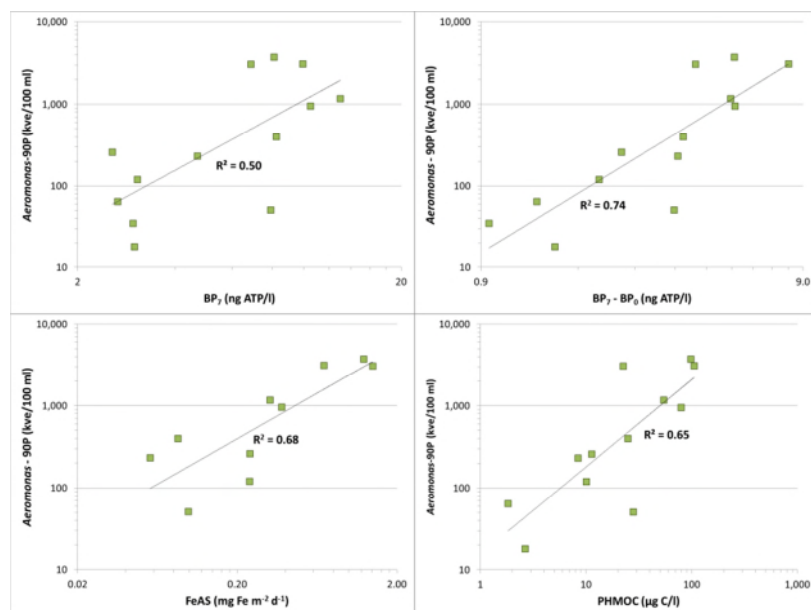 Aeromonas-90P (kve/100 ml)
10,000
1,000
100
10
R² = 0.50
2
20
BP₇ (ng ATP/l)
Aeromonas - 90P (kve/100 ml)
10,000
1,000
100
10
R² = 0.74
0.9
9.0
BP₇ - BP₀ (ng ATP/l)
Aeromonas - 90P (kve/100 ml)
10,000
1,000
100
10
R² = 0.68
0.02
0.20
2.00
FeAS (mg Fe m⁻² d⁻¹)
Aeromonas-90P (kve/100 ml)
10,000
1,000
100
10
R² = 0.65
1
10
100
1,000
PHMOC (µg C/l)